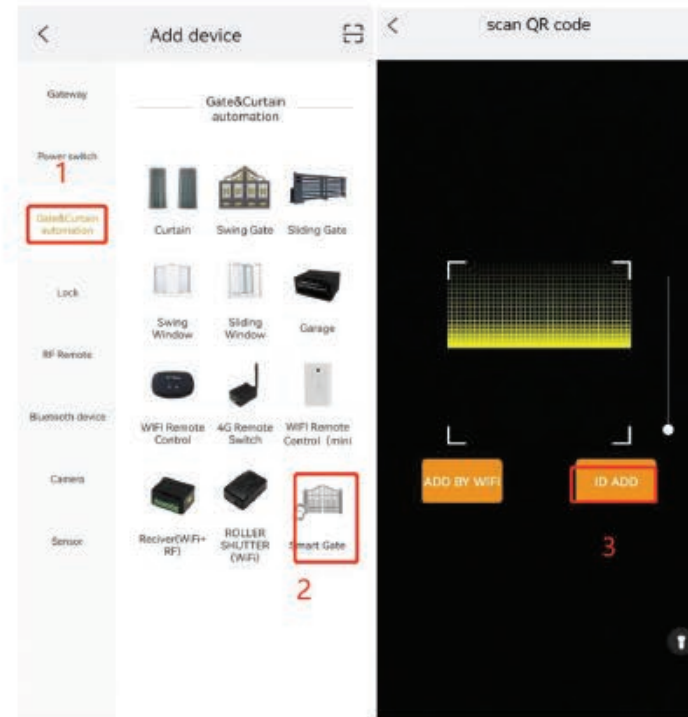 Add device
Gateway
Power switch
1
Gate&Curtain
automation
Lock
RF Remote
Bluetooth device
Camera
Sensor
Gate&Curtain
automation
Curtain
Swing Gate
Sliding Gate
Swing
Window
Sliding
Window
Garage
WIFI Remote
Control
4G Remote
Switch
WIFI Remote
Control (mini
Reciver(WiFi+
RF)
ROLLER
SHUTTER
(WiFi)
Smart Gate
2
scan QR code
ADD BY WIFI
ID ADD
3